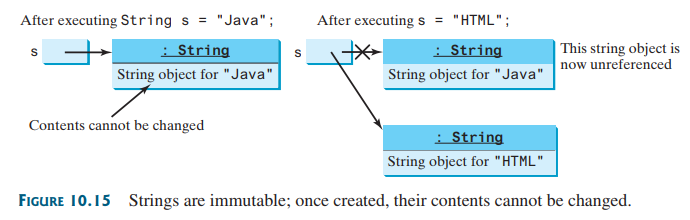 After executing String s = "Java";
s
: String
String object for "Java"
Contents cannot be changed
After executing s = "HTML";
s
: String
String object for "Java"
This string object is
now unreferenced
: String
String object for "HTML"
FIGURE 10.15 Strings are immutable; once created, their contents cannot be changed.